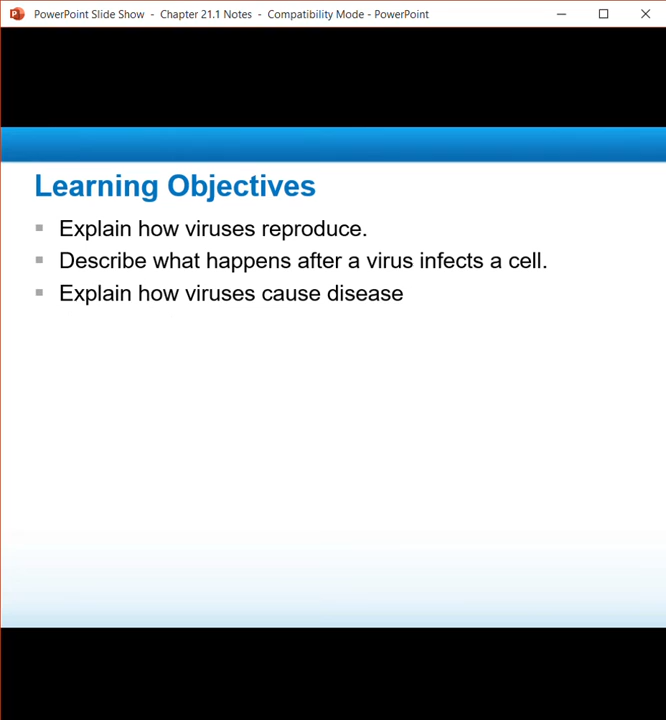 PowerPoint Slide Show - Chapter 21.1 Notes - Compatibility Mode - PowerPoint
Learning Objectives
Explain how viruses reproduce.
Describe what happens after a virus infects a cell.
Explain how viruses cause disease